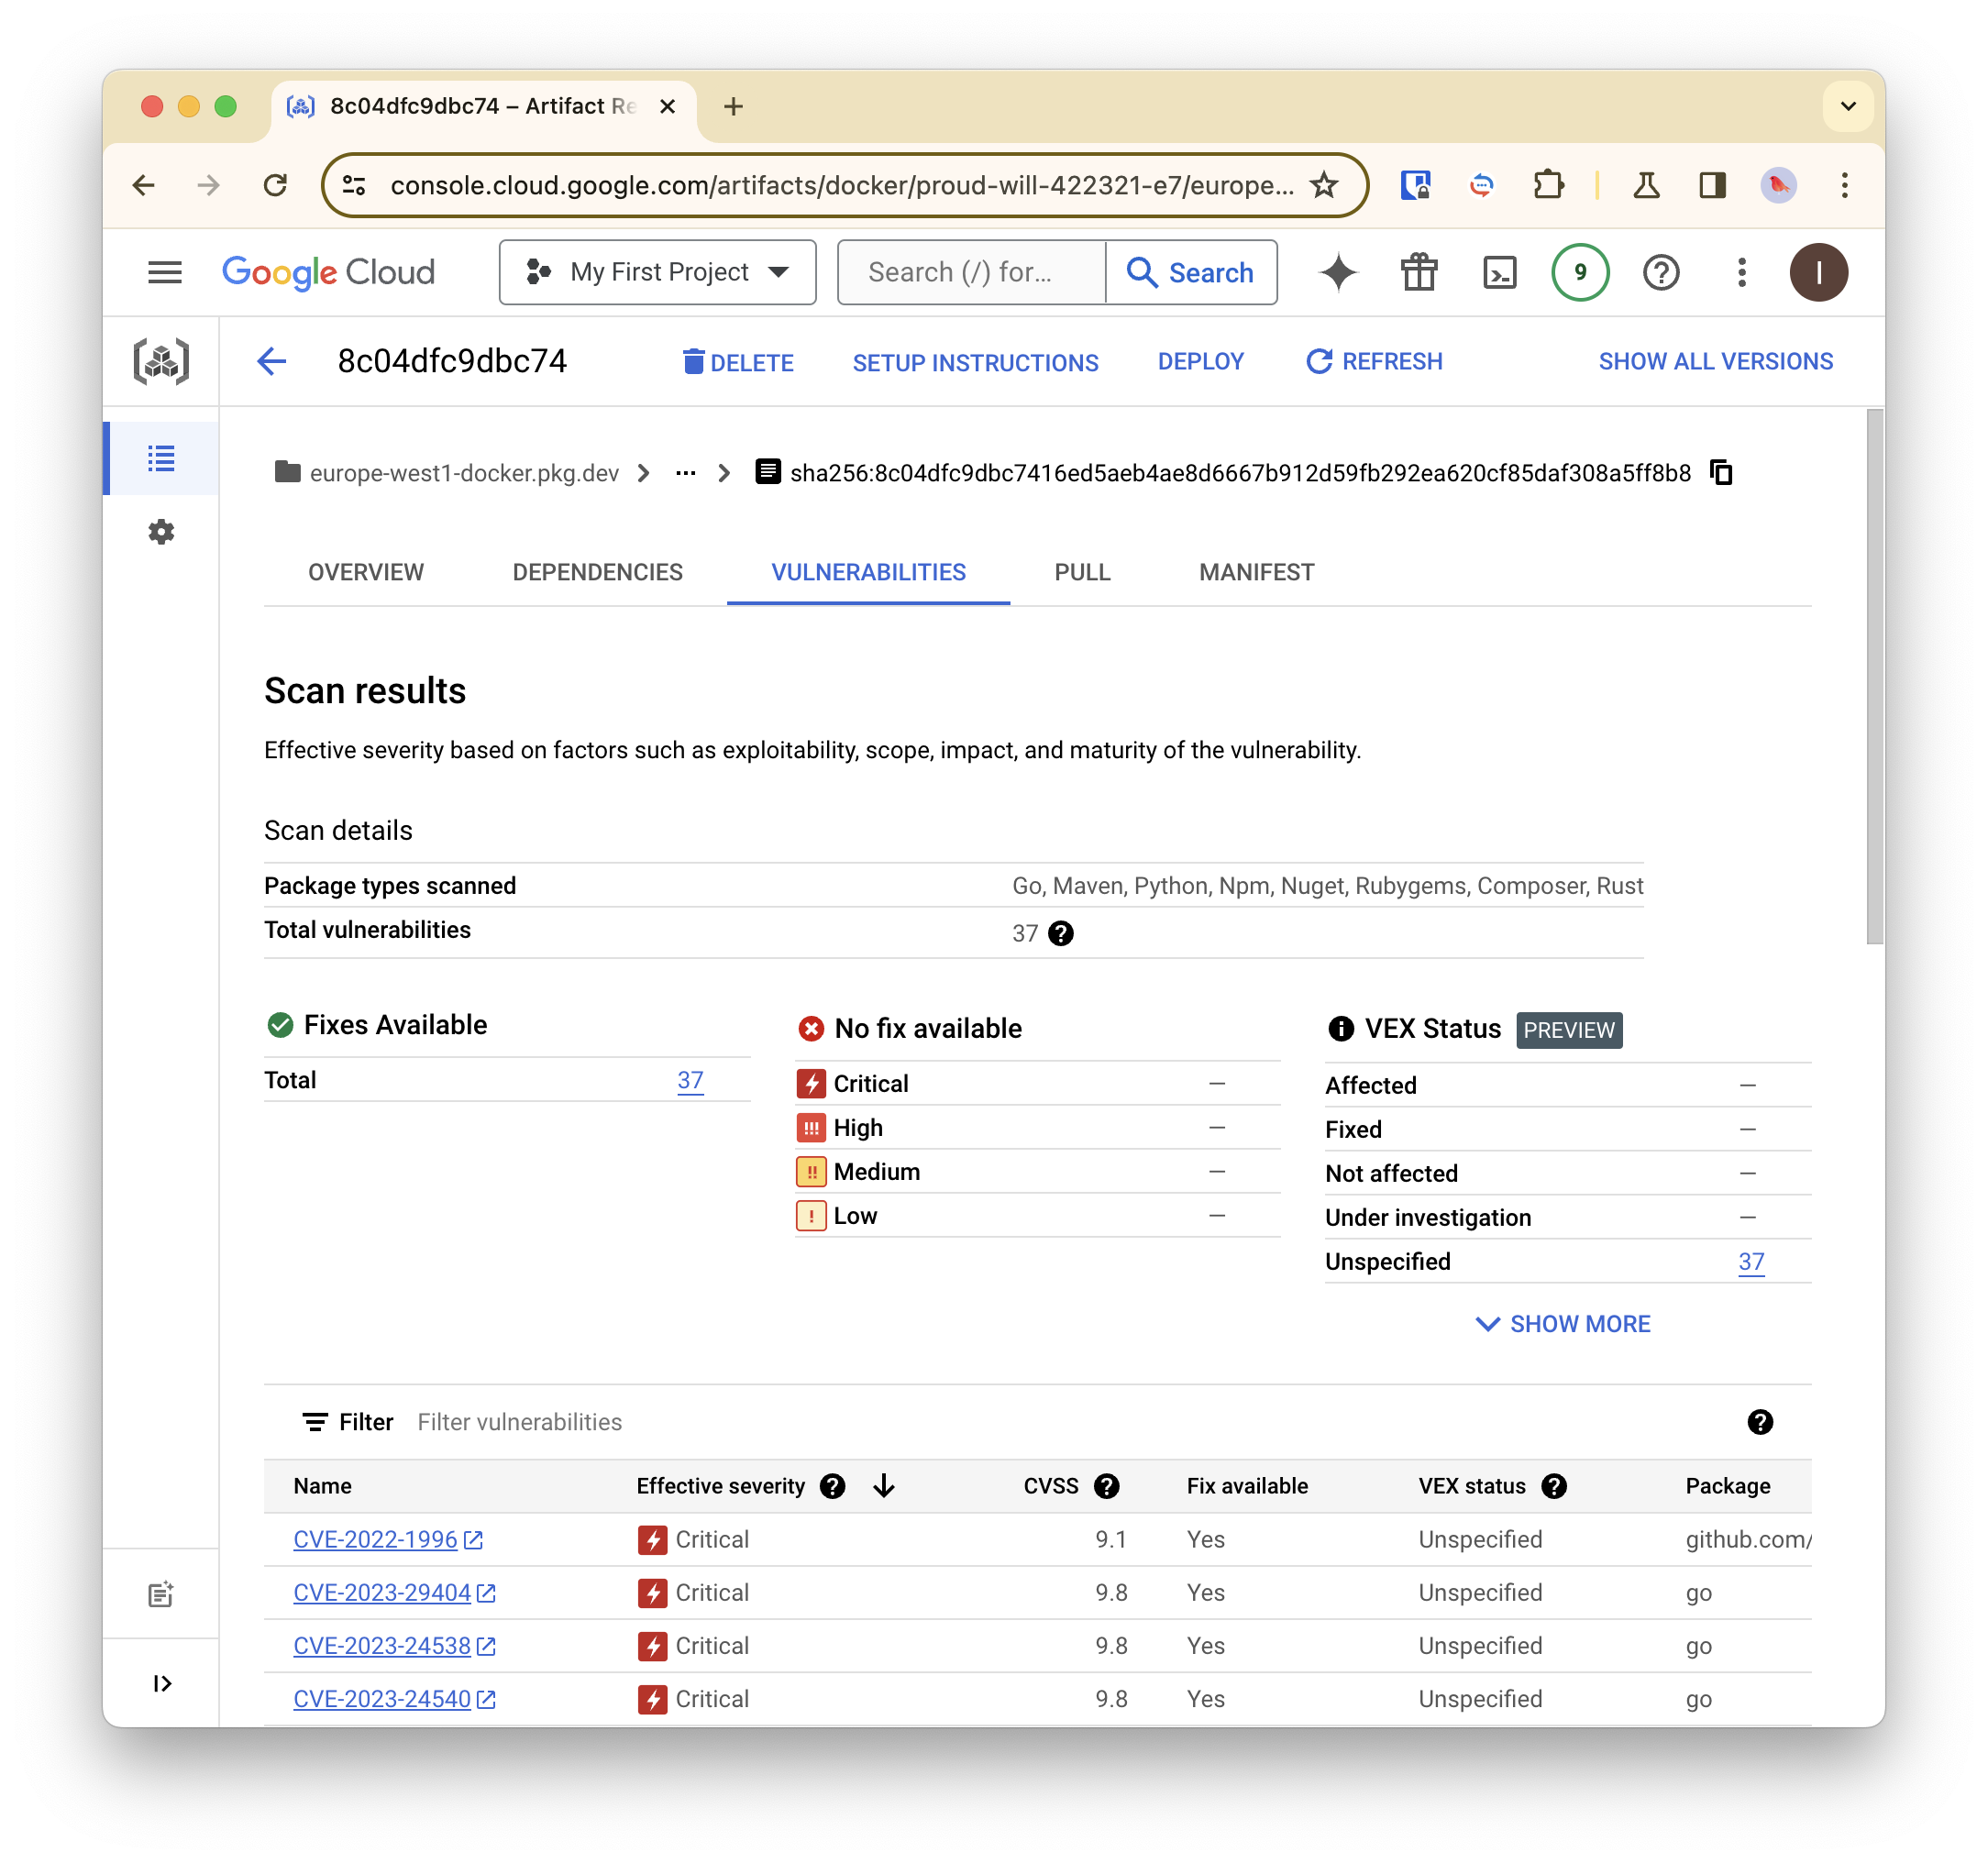 8c04dfc9dbc74 – Artifact Re
console.cloud.google.com/artifacts/docker/proud-will-422321-e7/europe...
Google Cloud My First Project Search (/) for... Search 9 I
8c04dfc9dbc74 DELETE SETUP INSTRUCTIONS DEPLOY REFRESH SHOW ALL VERSIONS
europe-west1-docker.pkg.dev ... sha256:8c04dfc9dbc7416ed5aeb4ae8d6667b912d59fb292ea620cf85daf308a5ff8b8
OVERVIEW DEPENDENCIES VULNERABILITIES PULL MANIFEST
Scan results
Effective severity based on factors such as exploitability, scope, impact, and maturity of the vulnerability.
Scan details
Package types scanned Go, Maven, Python, Npm, Nuget, Rubygems, Composer, Rust
Total vulnerabilities 37
Fixes Available
Total 37
No fix available
Critical –
High –
Medium –
Low –
VEX Status PREVIEW
Affected –
Fixed –
Not affected –
Under investigation –
Unspecified 37
SHOW MORE
Filter Filter vulnerabilities
Name Effective severity CVSS Fix available VEX status Package
CVE-2022-1996 Critical 9.1 Yes Unspecified github.com/
CVE-2023-29404 Critical 9.8 Yes Unspecified go
CVE-2023-24538 Critical 9.8 Yes Unspecified go
CVE-2023-24540 Critical 9.8 Yes Unspecified go